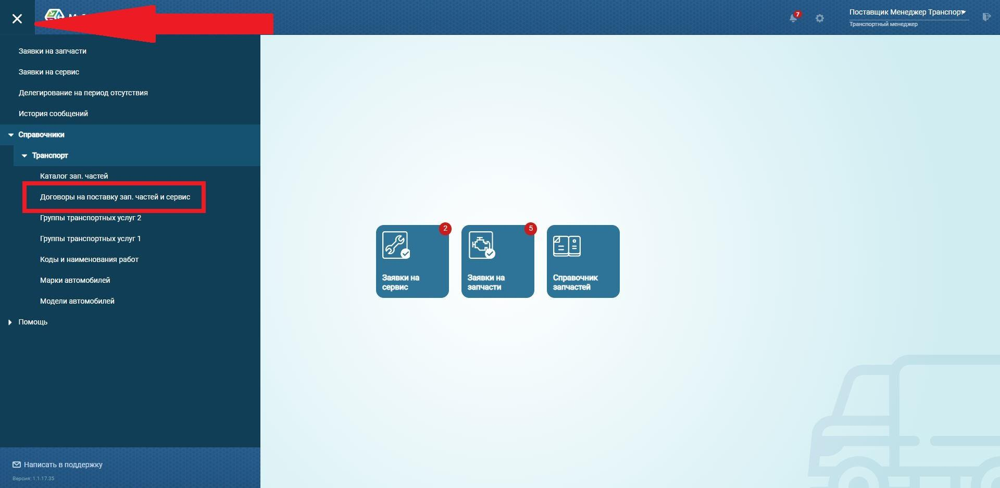 7
Поставщик Менеджер Транспорт
Транспортный менеджер
Заявки на запчасти
Заявки на сервис
Делегирование на период отсутствия
История сообщений
Справочники
Транспорт
Каталог зап. частей
Договоры на поставку зап. частей и сервис
Группы транспортных услуг 2
Группы транспортных услуг 1
Коды и наименования работ
Марки автомобилей
Модели автомобилей
Помощь
2
Заявки на
сервис
5
Заявки на
запчасти
Справочник
запчастей
Написать в поддержку
Версия: 1.1.17.35